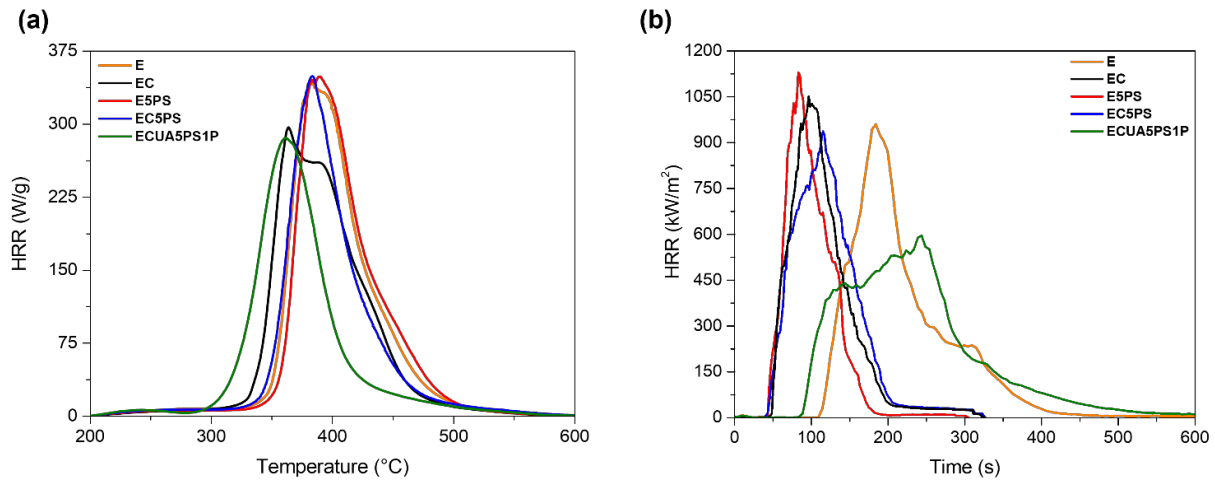 (a)
375
300
225
150
75
0
HRR (W/g)
200
300
400
500
600
Temperature (°C)
E
EC
E5PS
EC5PS
ECUA5PS1P
(b)
1200
1050
900
750
600
450
300
150
0
HRR (kW/m²)
0
100
200
300
400
500
600
Time (s)
E
EC
E5PS
EC5PS
ECUA5PS1P